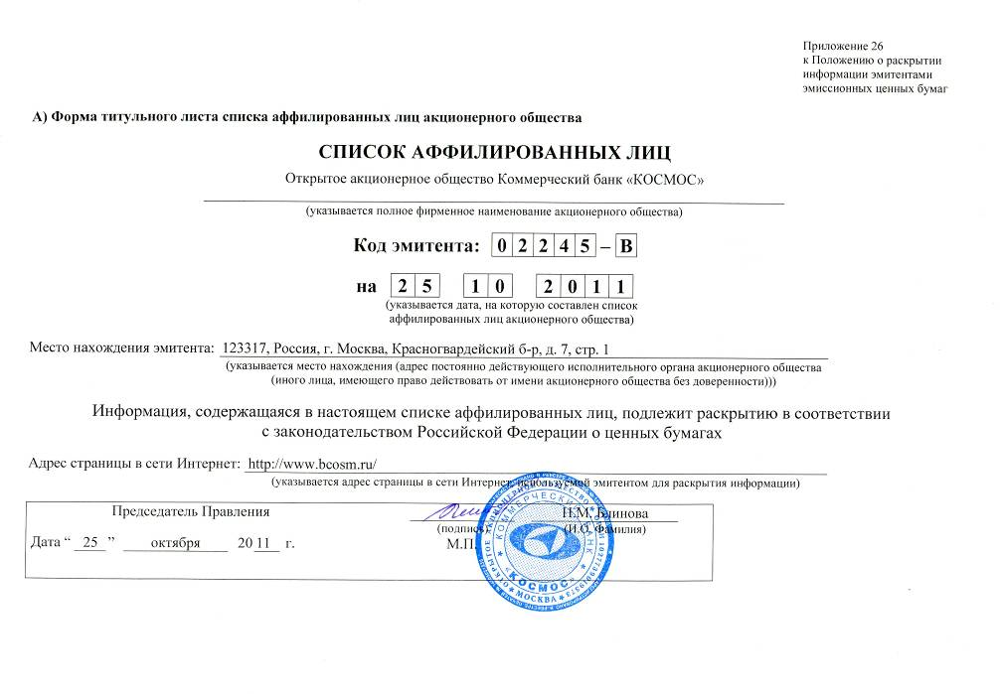 Приложение 26
к Положению о раскрытии
информации эмитентами
эмиссионных ценных бумаг
А) Форма титульного листа списка аффилированных лиц акционерного общества
СПИСОК АФФИЛИРОВАННЫХ ЛИЦ
Открытое акционерное общество Коммерческий банк «КОСМОС»
(указывается полное фирменное наименование акционерного общества)
Код эмитента: 0 2 2 4 5 – В
на 2 5 1 0 2 0 1 1
(указывается дата, на которую составлен список
аффилированных лиц акционерного общества)
Место нахождения эмитента: 123317, Россия, г. Москва, Красногвардейский б-р, д. 7, стр. 1
(указывается место нахождения (адрес постоянно действующего исполнительного органа акционерного общества
(иного лица, имеющего право действовать от имени акционерного общества без доверенности)))
Информация, содержащаяся в настоящем списке аффилированных лиц, подлежит раскрытию в соответствии
с законодательством Российской Федерации о ценных бумагах
Адрес страницы в сети Интернет: http://www.bcosm.ru/
(указывается адрес страницы в сети Интернет, используемой эмитентом для раскрытия информации)
Председатель Правления
Н.М. Блинова
(подпись)
(И.О. Фамилия)
Дата “ 25 ” октября 20 11 г.
М.П.
КОММЕРЧЕСКИЙ БАНК
«КОСМОС»
* МОСКВА *